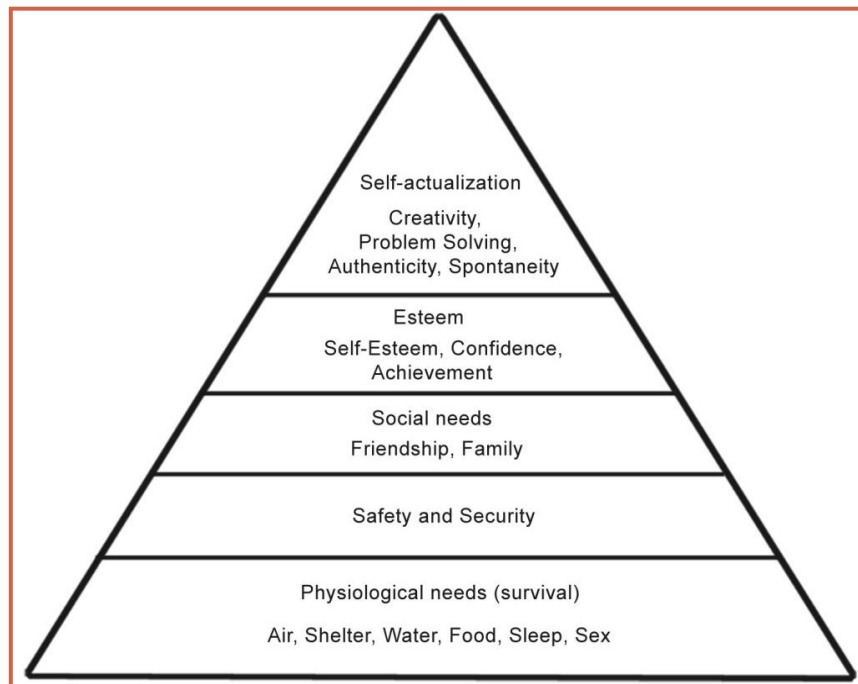 Self-actualization
Creativity,
Problem Solving,
Authenticity, Spontaneity
Esteem
Self-Esteem, Confidence,
Achievement
Social needs
Friendship, Family
Safety and Security
Physiological needs (survival)
Air, Shelter, Water, Food, Sleep, Sex